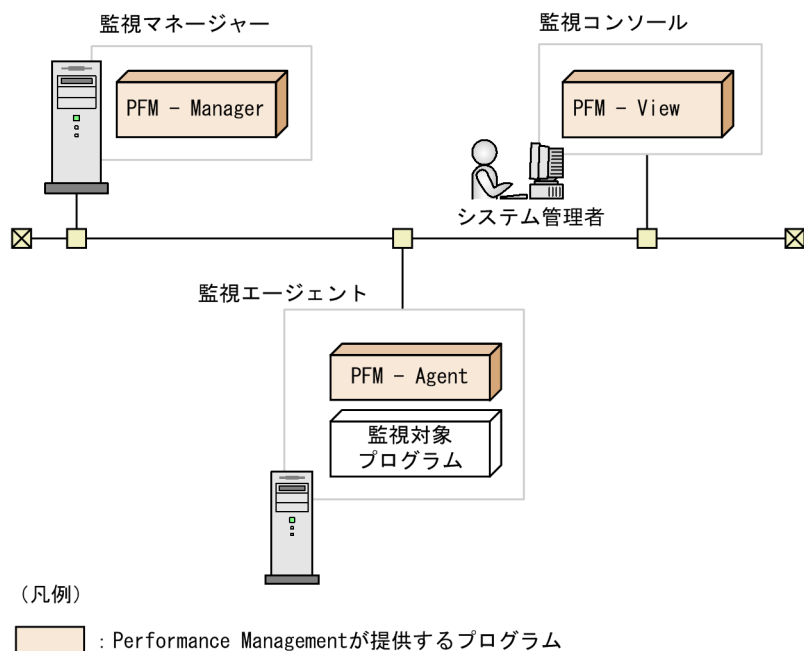 監視マネージャー
監視コンソール
PFM － Manager
PFM － View
システム管理者
監視エージェント
PFM － Agent
監視対象
プログラム
（凡例）
：Performance Managementが提供するプログラム